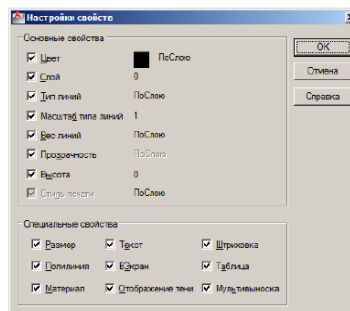 Настройки свойств
Основные свойства
Цвет ПоСлою
Слой 0
Тип линий ПоСлою
Масштаб типа линий 1
Вес линий ПоСлою
Прозрачность ПоСлою
Высота 0
Стиль печати ПоСлою
Специальные свойства
Размер Текст Штриховка
Полилиния ВЭкран Таблица
Материал Отображение тени Мультивыноска
OK
Отмена
Справка